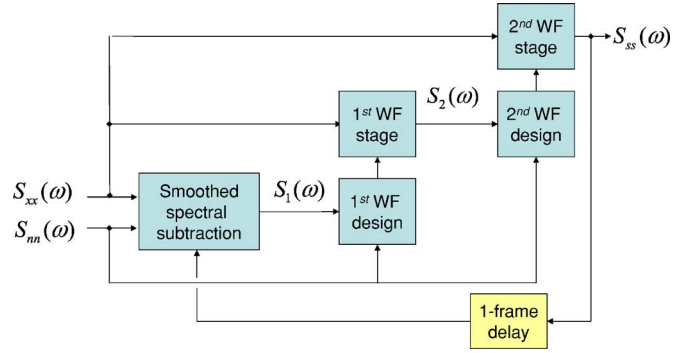 2nd WF
stage
Sss(ω)
1st WF
stage
S2(ω)
2nd WF
design
Sxx(ω)
Snn(ω)
Smoothed
spectral
subtraction
S1(ω)
1st WF
design
1-frame
delay